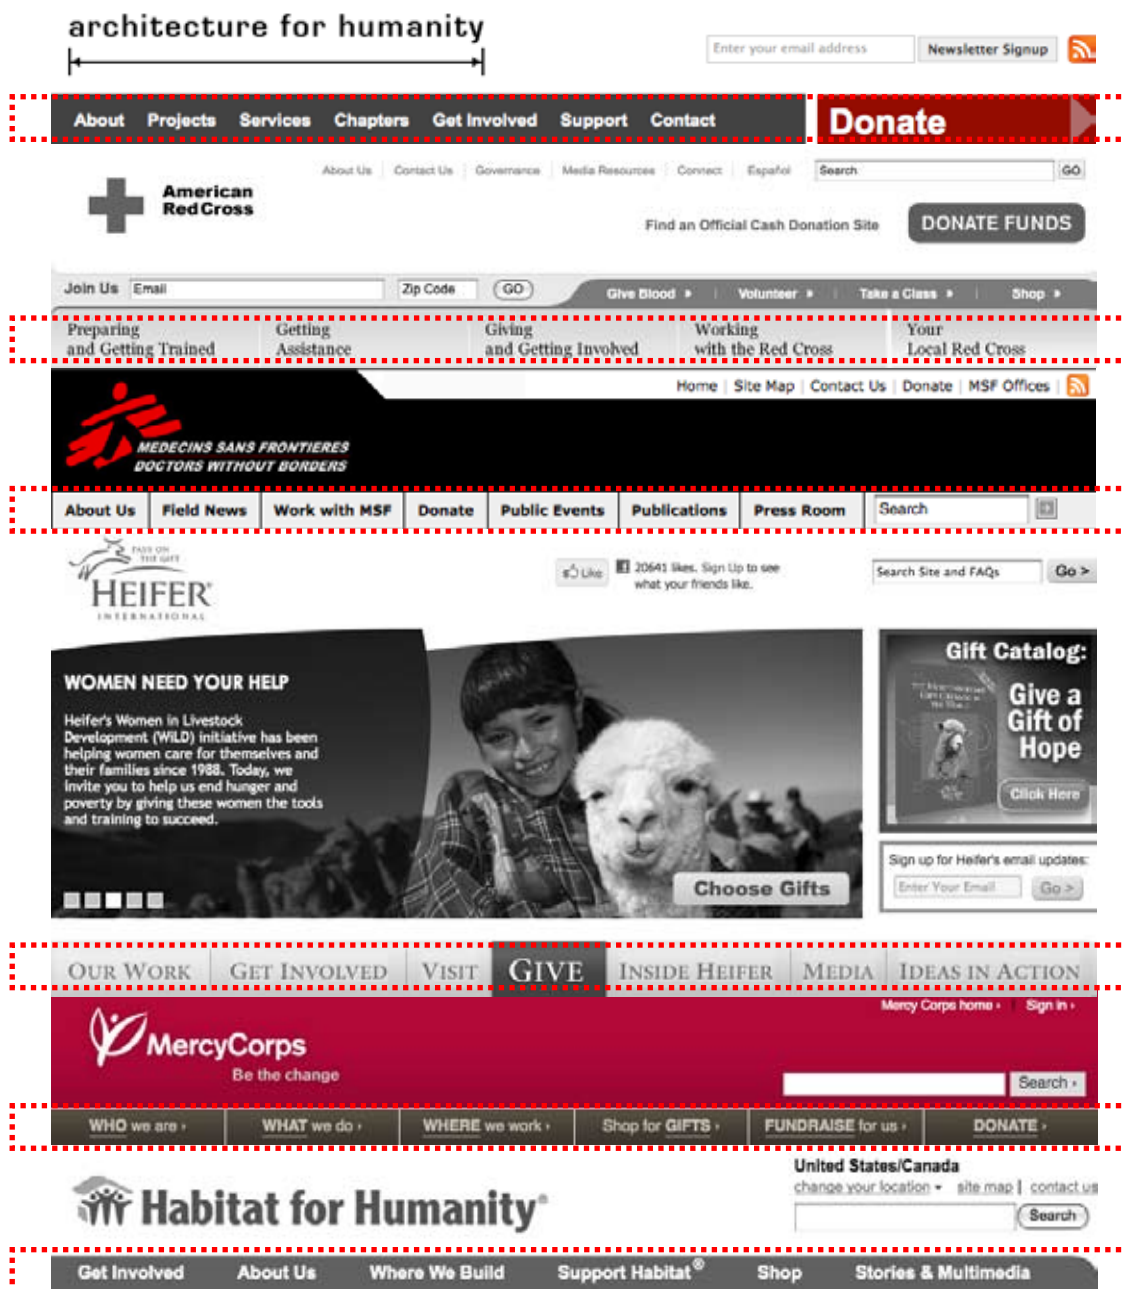 architecture for humanity
Enter your email address
Newsletter Signup
About Projects Services Chapters Get Involved Support Contact
Donate
About Us Contact Us Governance Media Resources Connect Español Search GO
American
Red Cross
Find an Official Cash Donation Site DONATE FUNDS
Join Us Email Zip Code GO Give Blood Volunteer Take a Class Shop
Preparing
and Getting Trained
Getting
Assistance
Giving
and Getting Involved
Working
with the Red Cross
Your
Local Red Cross
Home | Site Map | Contact Us | Donate | MSF Offices |
MEDECINS SANS FRONTIERES
DOCTORS WITHOUT BORDERS
About Us Field News Work with MSF Donate Public Events Publications Press Room Search
PASS ON
THE GIFT
HEIFER®
INTERNATIONAL
Like
20641 likes. Sign Up to see
what your friends like.
Search Site and FAQs Go >
WOMEN NEED YOUR HELP
Heifer's Women in Livestock
Development (WiLD) initiative has been
helping women care for themselves and
their families since 1988. Today, we
invite you to help us end hunger and
poverty by giving these women the tools
and training to succeed.
Choose Gifts
Gift Catalog:
Give a
Gift of
Hope
Click Here
Sign up for Heifer's email updates:
Enter Your Email Go >
OUR WORK GET INVOLVED VISIT GIVE INSIDE HEIFER MEDIA IDEAS IN ACTION
Mercy Corps home › Sign in ›
MercyCorps
Be the change
Search ›
WHO we are › WHAT we do › WHERE we work › Shop for GIFTS › FUNDRAISE for us › DONATE ›
United States/Canada
change your location site map | contact us
Habitat for Humanity®
Search
Get Involved About Us Where We Build Support Habitat® Shop Stories & Multimedia